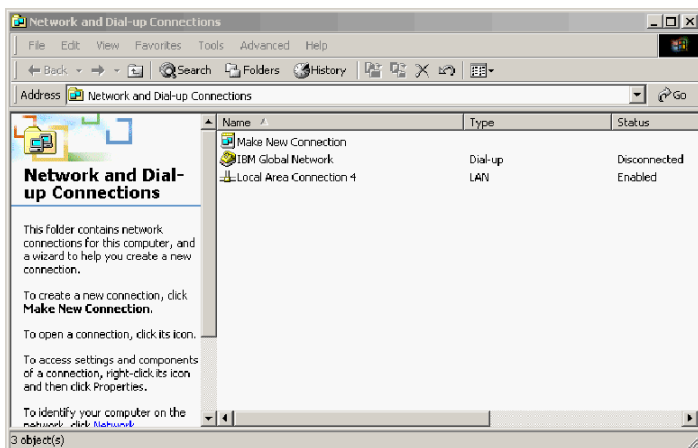 Network and Dial-up Connections
File Edit View Favorites Tools Advanced Help
Back Search Folders History
Address Network and Dial-up Connections Go
Name Type Status
Make New Connection
IBM Global Network Dial-up Disconnected
Local Area Connection 4 LAN Enabled
Network and Dial-
up Connections
This folder contains network
connections for this computer, and
a wizard to help you create a new
connection.
To create a new connection, click
Make New Connection.
To open a connection, click its icon.
To access settings and components
of a connection, right-click its icon
and then click Properties.
To identify your computer on the
network, click Network
3 object(s)